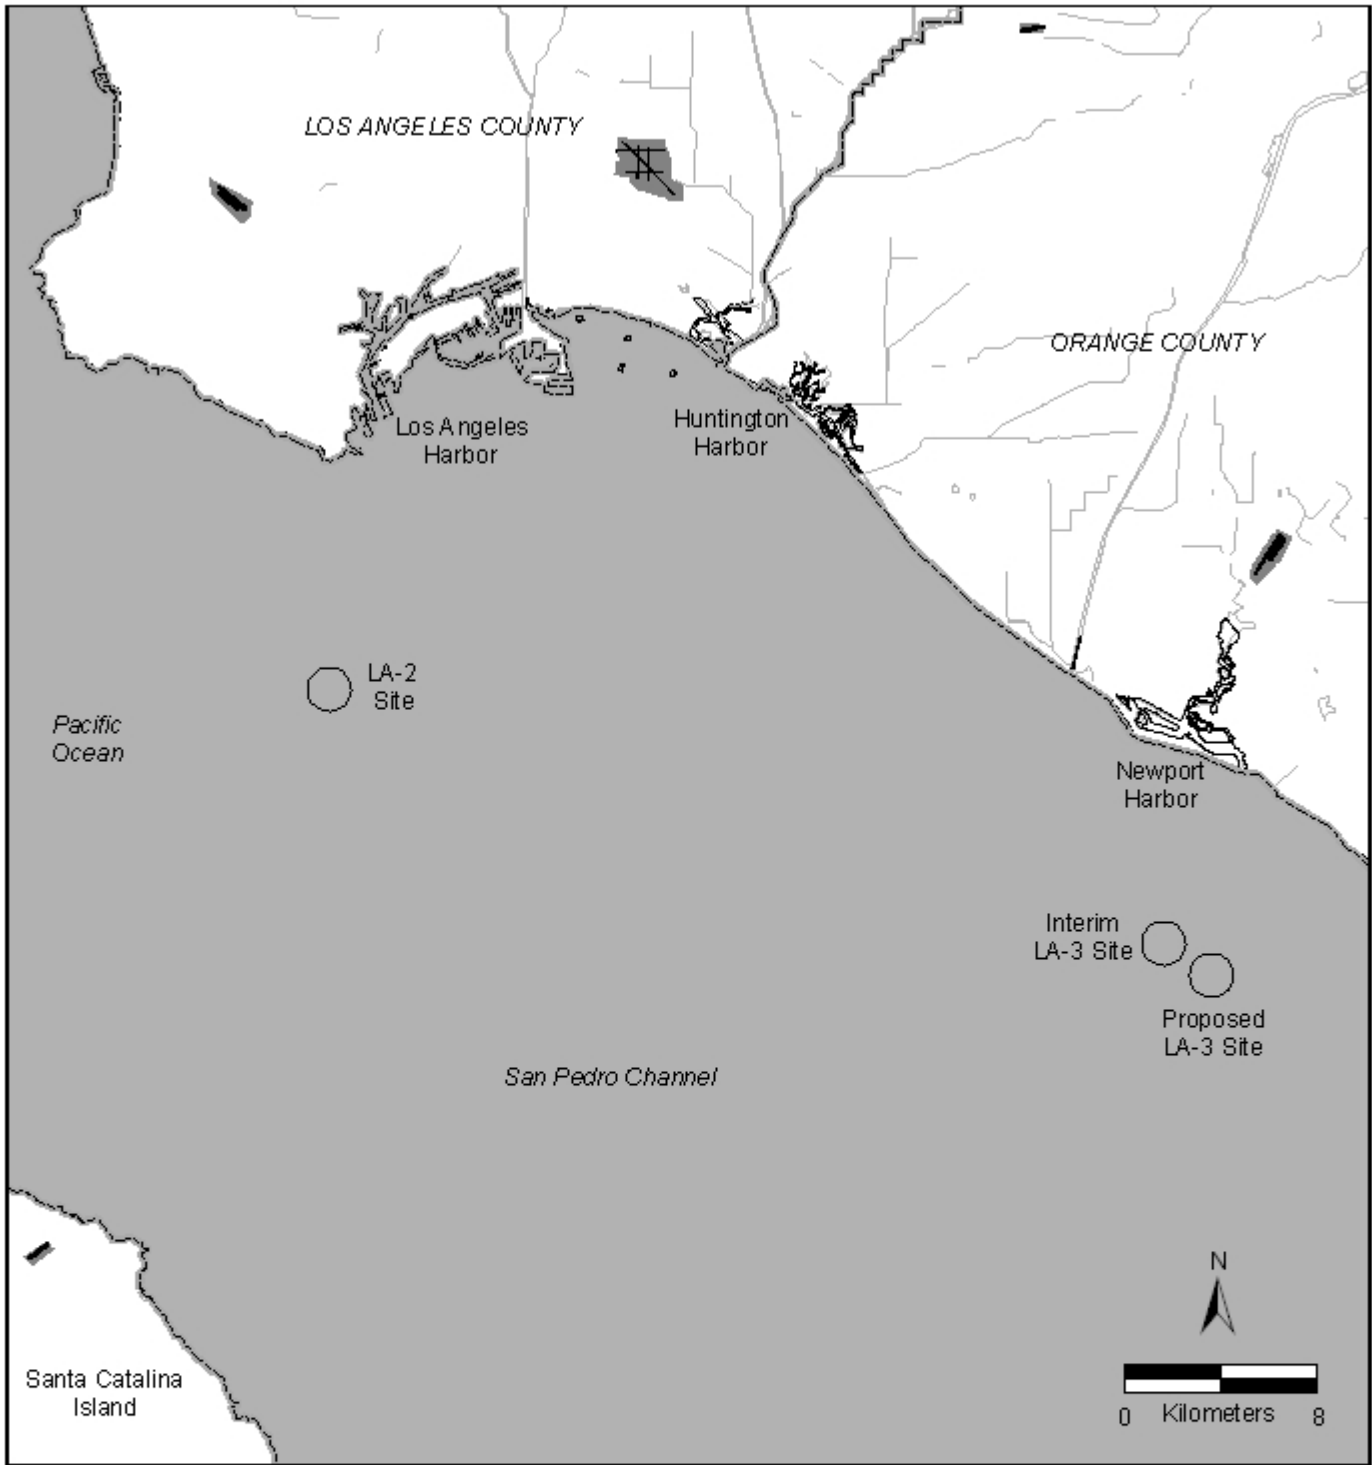 LOS ANGELES COUNTY
ORANGE COUNTY
Los Angeles
Harbor
Huntington
Harbor
LA-2
Site
Pacific
Ocean
Newport
Harbor
Interim
LA-3 Site
Proposed
LA-3 Site
San Pedro Channel
N
Santa Catalina
Island
0 Kilometers 8